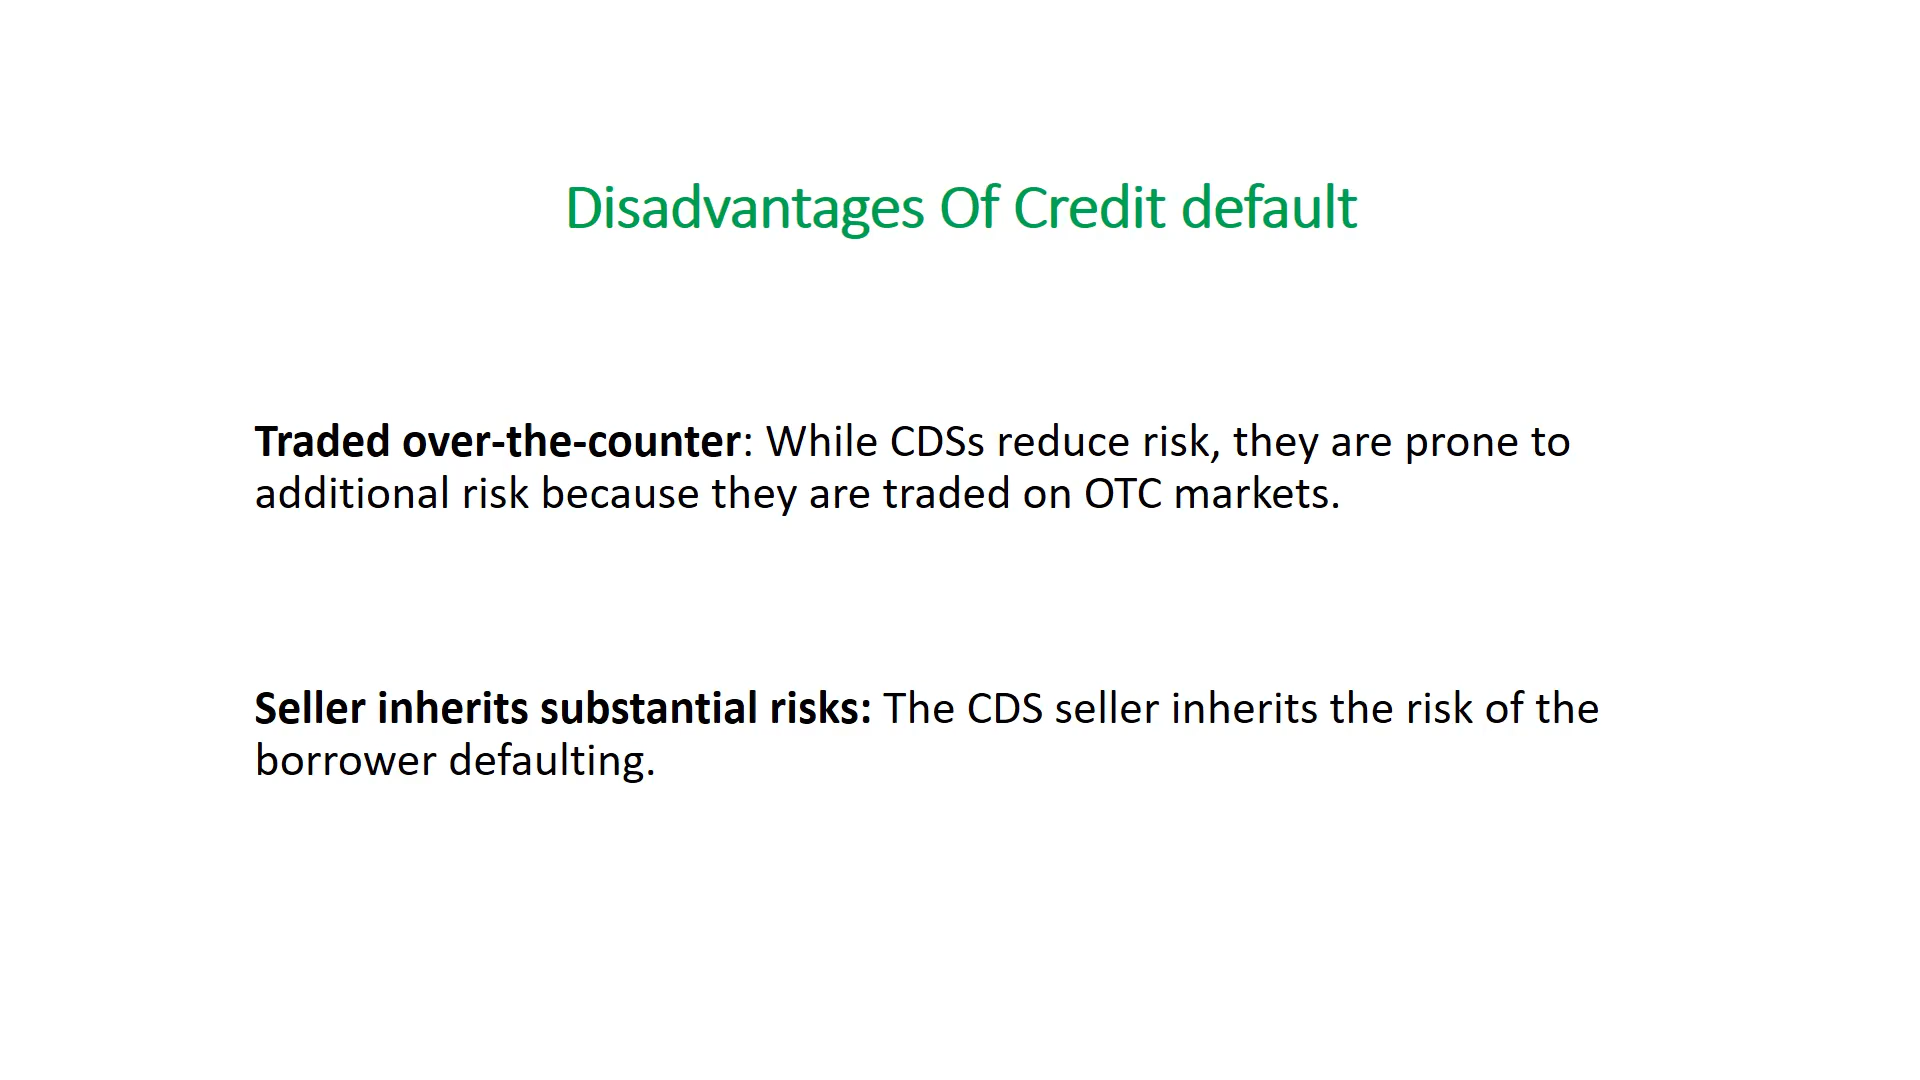 Disadvantages Of Credit default
Traded over-the-counter: While CDSs reduce risk, they are prone to
additional risk because they are traded on OTC markets.
Seller inherits substantial risks: The CDS seller inherits the risk of the
borrower defaulting.